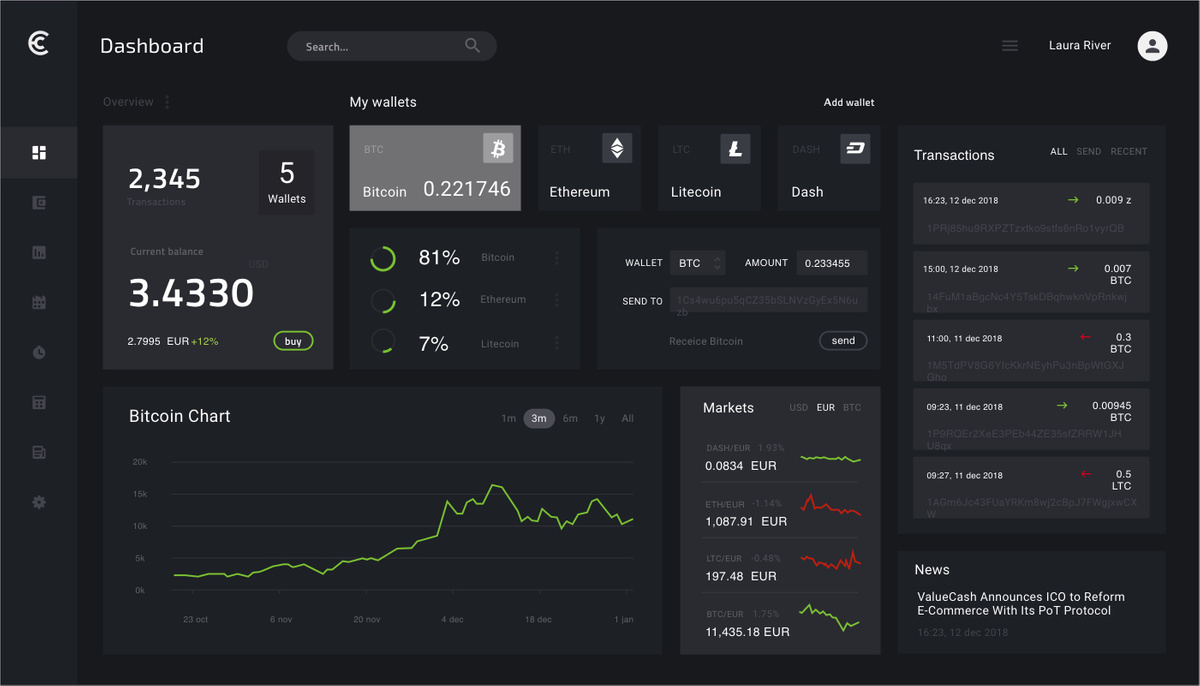 Dashboard
Search...
Laura River
Overview
2,345
Transactions
5
Wallets
Current balance
USD
3.4330
2.7995 EUR +12%
buy
My wallets
Add wallet
BTC
Bitcoin 0.221746
ETH
Ethereum
LTC
Litecoin
DASH
Dash
81% Bitcoin
12% Ethereum
7% Litecoin
WALLET BTC AMOUNT 0.233455
SEND TO
Receice Bitcoin
send
Transactions
ALL SEND RECENT
16:23, 12 dec 2018 → 0.009 z
15:00, 12 dec 2018 → 0.007
BTC
11:00, 11 dec 2018 ← 0.3
BTC
09:23, 11 dec 2018 → 0.00945
BTC
09:27, 11 dec 2018 ← 0.5
LTC
Bitcoin Chart
1m 3m 6m 1y All
20k
15k
10k
5k
0k
23 oct 6 nov 20 nov 4 dec 18 dec 1 jan
Markets
USD EUR BTC
DASH/EUR 1.93%
0.0834 EUR
ETH/EUR -1.14%
1,087.91 EUR
LTC/EUR -0.48%
197.48 EUR
BTC/EUR 1.75%
11,435.18 EUR
News
ValueCash Announces ICO to Reform
E-Commerce With Its PoT Protocol
16:23, 12 dec 2018